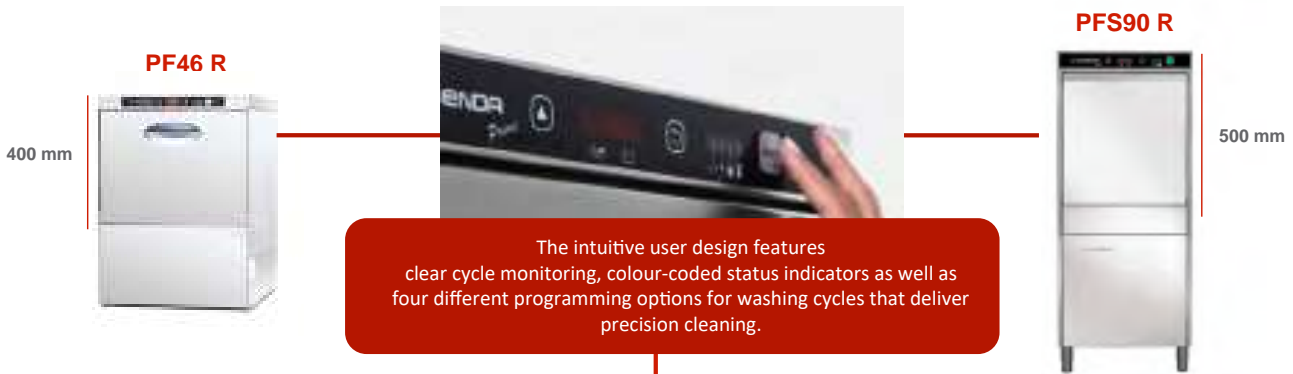 PFS90 R
PF46 R
400 mm
500 mm
ENDA
The intuitive user design features
clear cycle monitoring, colour-coded status indicators as well as
four different programming options for washing cycles that deliver
precision cleaning.